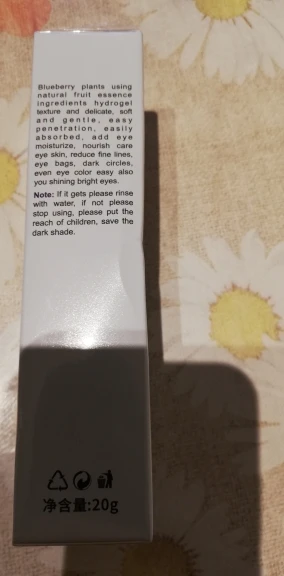 Blueberry plants using
natural fruit essence
ingredients hydrogel
texture and delicate, soft
and gentle, easy
penetration, easily
absorbed, add eye
moisturize, nourish care
eye skin, reduce fine lines,
eye bags, dark circles,
even eye color easy also
you shining bright eyes.
Note: If it gets please rinse
with water, if not please
stop using, please put the
reach of children, save the
dark shade.
净含量:20g